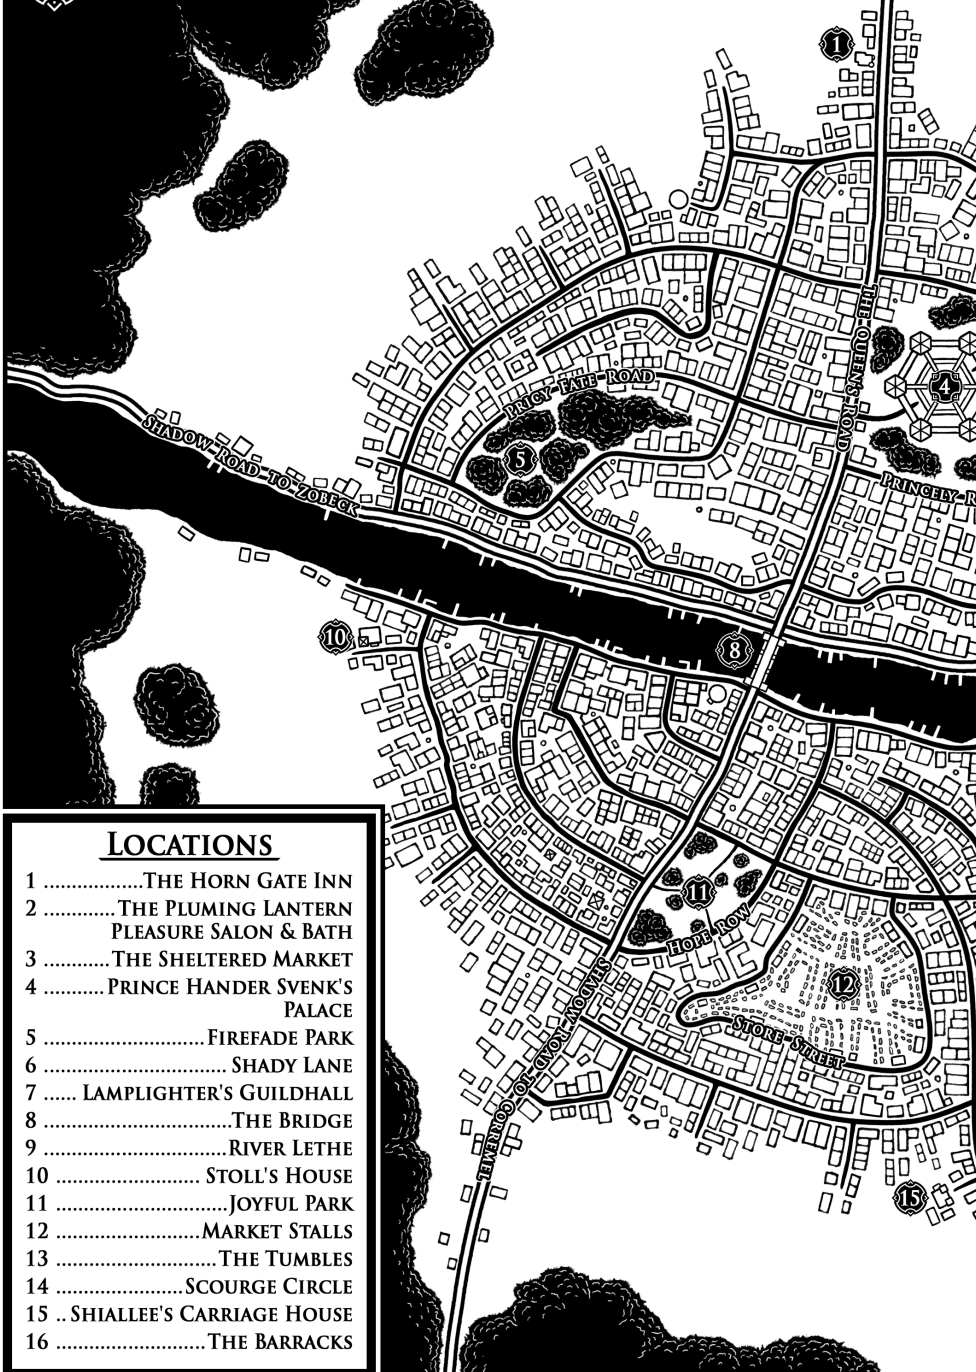 1
THE QUEEN'S ROAD
4
PRICY FATE ROAD
5
PRINCELY R
SHADOW ROAD TO ZOBECK
10
8
11
HOPE ROW
12
STORE STREET
SHADOW ROAD TO CORREMEL
15
LOCATIONS
1 ..................THE HORN GATE INN
2 .............THE PLUMING LANTERN
PLEASURE SALON & BATH
3 ...........THE SHELTERED MARKET
4 ..........PRINCE HANDER SVENK'S
PALACE
5 .............................FIREFADE PARK
6 ................................. SHADY LANE
7 ...... LAMPLIGHTER'S GUILDHALL
8 .................................THE BRIDGE
9 .................................RIVER LETHE
10 .......................... STOLL'S HOUSE
11 ...............................JOYFUL PARK
12 ..........................MARKET STALLS
13 .............................THE TUMBLES
14 .......................SCOURGE CIRCLE
15 .. SHIALLEE'S CARRIAGE HOUSE
16 ...........................THE BARRACKS